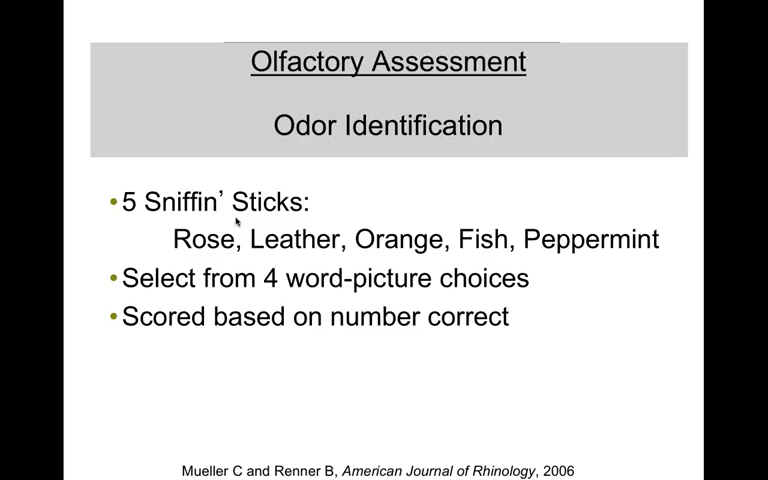 Olfactory Assessment
Odor Identification
•5 Sniffin’ Sticks:
Rose, Leather, Orange, Fish, Peppermint
•Select from 4 word-picture choices
•Scored based on number correct
Mueller C and Renner B, American Journal of Rhinology, 2006